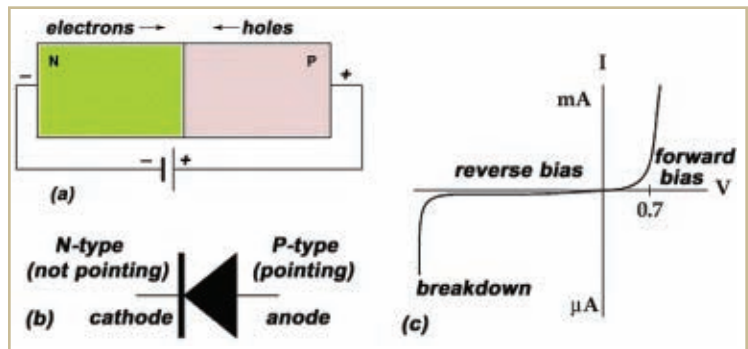 electrons → ← holes
N P
− +
− +
(a)
N-type P-type
(not pointing) (pointing)
(b) cathode anode
I
mA
reverse bias forward
bias
V
0.7
breakdown
µA
(c)